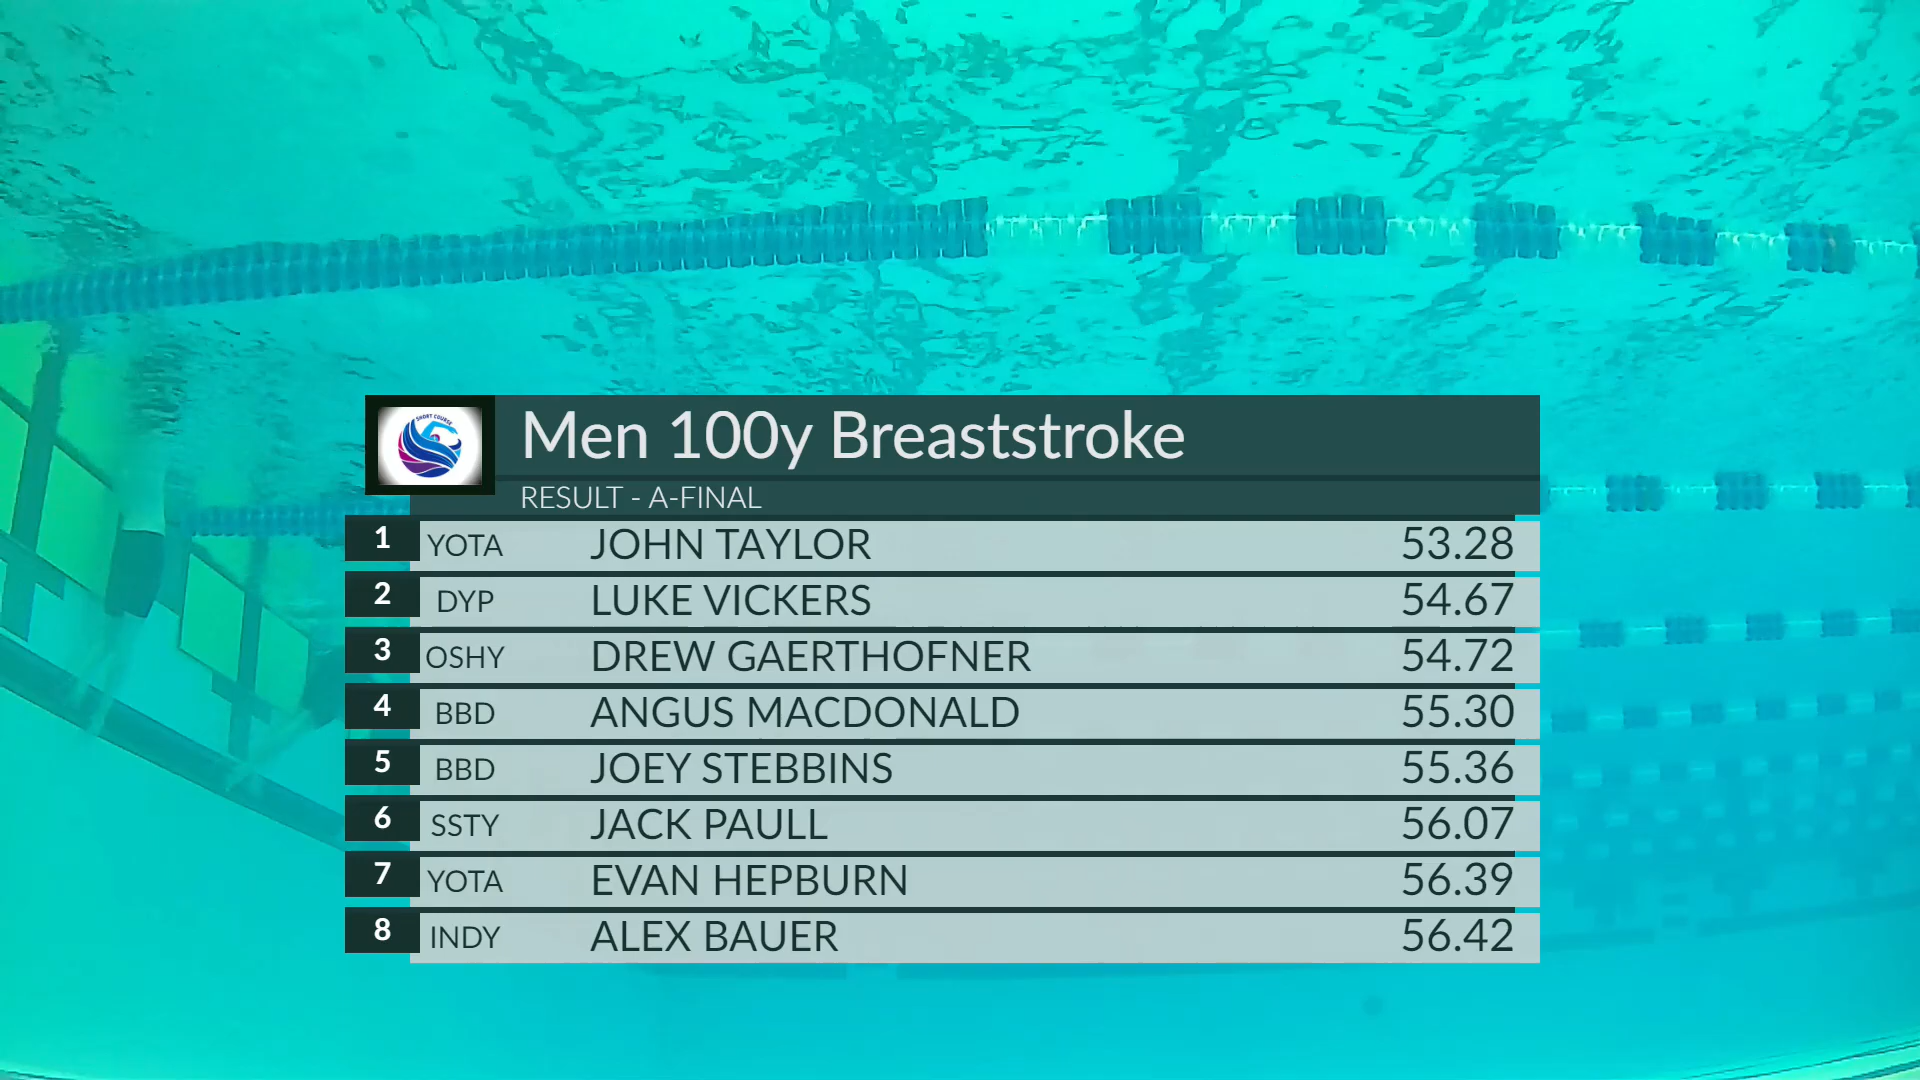 SHORT COURSE
Men 100y Breaststroke
RESULT - A-FINAL
1 YOTA JOHN TAYLOR 53.28
2 DYP LUKE VICKERS 54.67
3 OSHY DREW GAERTHOFNER 54.72
4 BBD ANGUS MACDONALD 55.30
5 BBD JOEY STEBBINS 55.36
6 SSTY JACK PAULL 56.07
7 YOTA EVAN HEPBURN 56.39
8 INDY ALEX BAUER 56.42